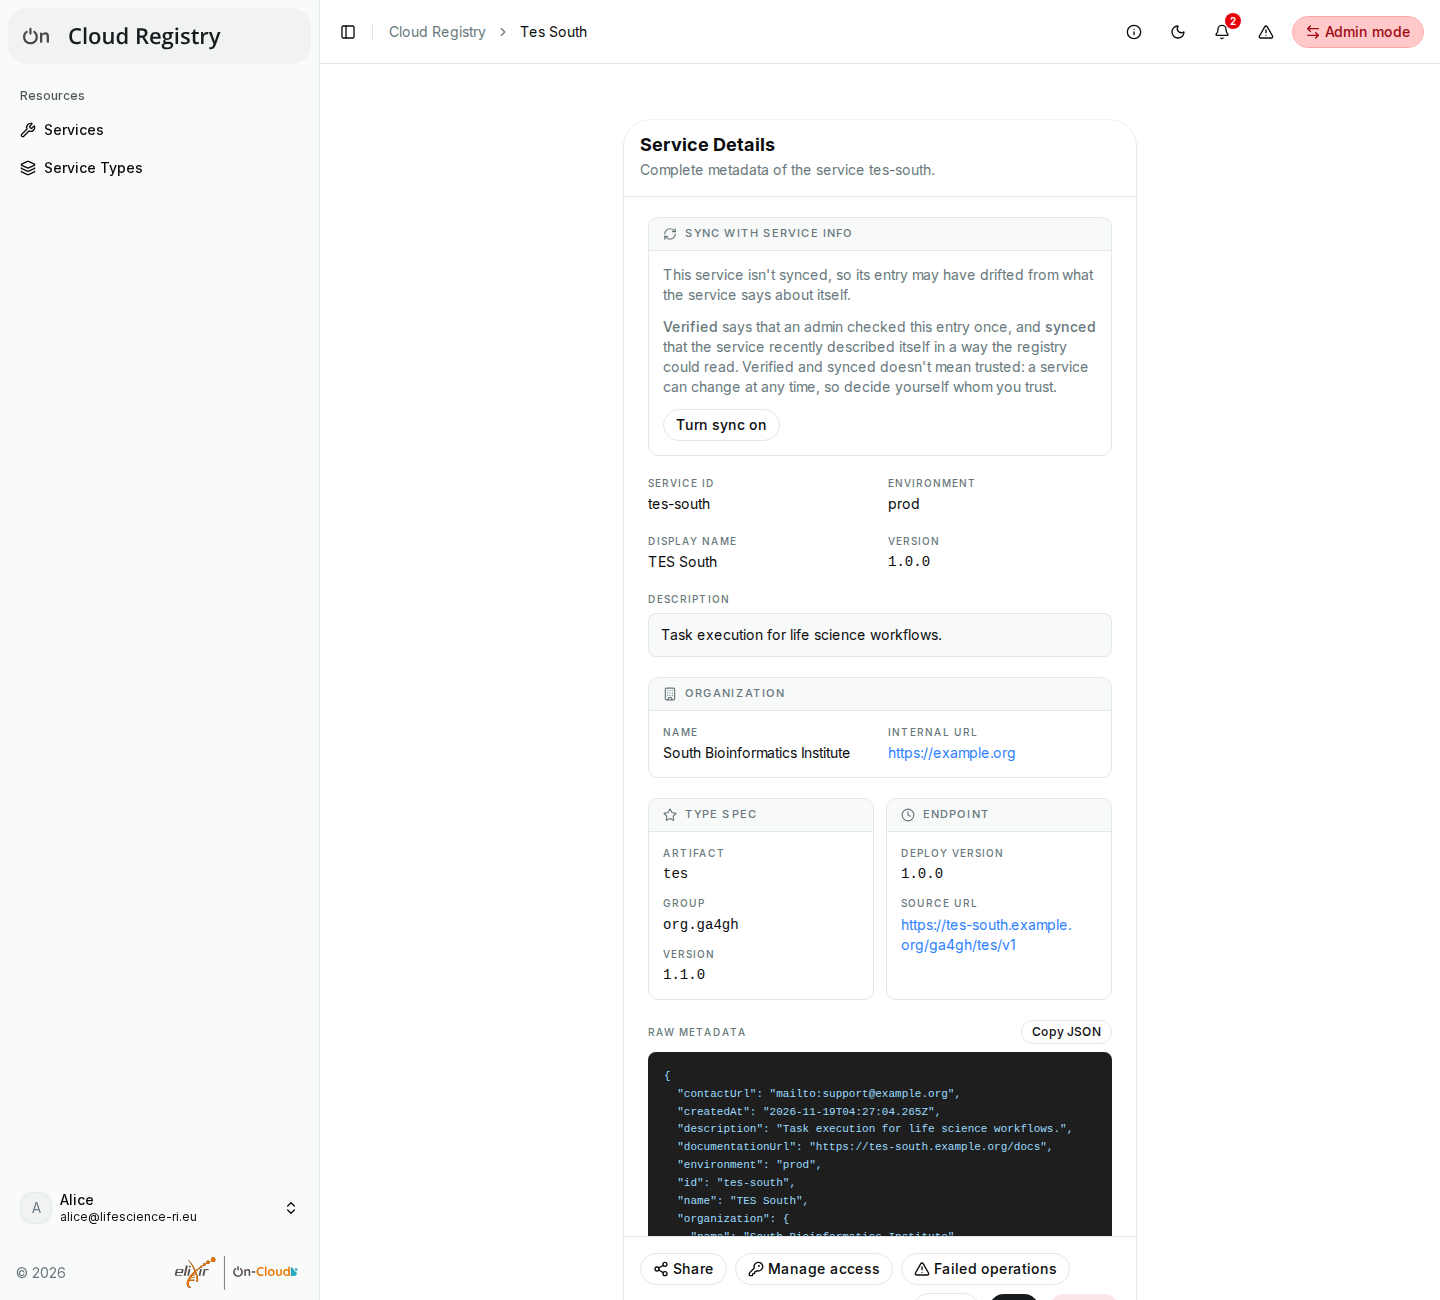 On Cloud Registry
Cloud Registry > Tes South
2
Admin mode
Resources
Services
Service Types
Service Details
Complete metadata of the service tes-south.
SYNC WITH SERVICE INFO
This service isn't synced, so its entry may have drifted from what
the service says about itself.
Verified says that an admin checked this entry once, and synced
that the service recently described itself in a way the registry
could read. Verified and synced doesn't mean trusted: a service
can change at any time, so decide yourself whom you trust.
Turn sync on
SERVICE ID
tes-south
ENVIRONMENT
prod
DISPLAY NAME
TES South
VERSION
1.0.0
DESCRIPTION
Task execution for life science workflows.
ORGANIZATION
NAME
South Bioinformatics Institute
INTERNAL URL
https://example.org
TYPE SPEC
ARTIFACT
tes
GROUP
org.ga4gh
VERSION
1.1.0
ENDPOINT
DEPLOY VERSION
1.0.0
SOURCE URL
https://tes-south.example.
org/ga4gh/tes/v1
RAW METADATA
Copy JSON
{
"contactUrl": "mailto:support@example.org",
"createdAt": "2026-11-19T04:27:04.265Z",
"description": "Task execution for life science workflows.",
"documentationUrl": "https://tes-south.example.org/docs",
"environment": "prod",
"id": "tes-south",
"name": "TES South",
"organization": {
"name": "South Bioinformatics Institute"
Share
Manage access
Failed operations
A
Alice
alice@lifescience-ri.eu
© 2026
elixir
On-Cloud